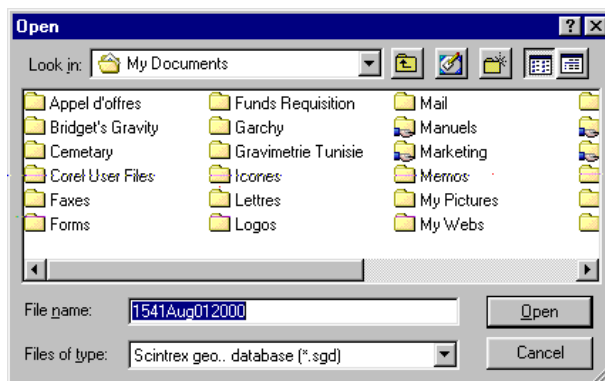 Open
Look in: My Documents
Appel d'offres Funds Requisition Mail
Bridget's Gravity Garchy Manuels
Cemetary Gravimetrie Tunisie Marketing
Corel User Files Icones Memos
Faxes Lettres My Pictures
Forms Logos My Webs
File name: 1541Aug012000 Open
Files of type: Scintrex geo.. database (*.sgd) Cancel